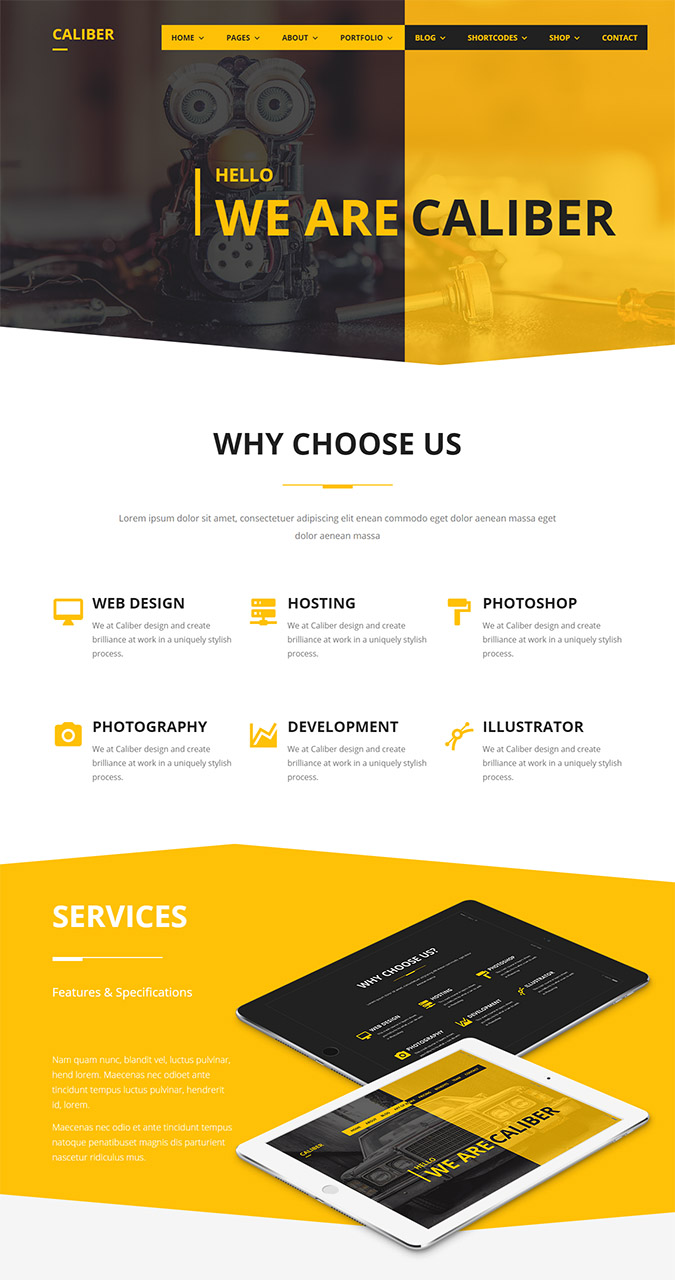 CALIBER
HOME PAGES ABOUT PORTFOLIO BLOG SHORTCODES SHOP CONTACT
HELLO
WE ARE CALIBER
WHY CHOOSE US
Lorem ipsum dolor sit amet, consectetuer adipiscing elit enean commodo eget dolor aenean massa eget
dolor aenean massa
WEB DESIGN
We at Caliber design and create
brilliance at work in a uniquely stylish
process.
HOSTING
We at Caliber design and create
brilliance at work in a uniquely stylish
process.
PHOTOSHOP
We at Caliber design and create
brilliance at work in a uniquely stylish
process.
PHOTOGRAPHY
We at Caliber design and create
brilliance at work in a uniquely stylish
process.
DEVELOPMENT
We at Caliber design and create
brilliance at work in a uniquely stylish
process.
ILLUSTRATOR
We at Caliber design and create
brilliance at work in a uniquely stylish
process.
SERVICES
Features & Specifications
Nam quam nunc, blandit vel, luctus pulvinar,
hend lorem. Maecenas nec odioet ante
tincidunt tempus luctus pulvinar, hendrerit
id, lorem.
Maecenas nec odio et ante tincidunt tempus
natoque penatibuset magnis dis parturient
nascetur ridiculus mus.
WHY CHOOSE US?
WEB DESIGN
HOSTING
PHOTOSHOP
PHOTOGRAPHY
DEVELOPMENT
ILLUSTRATOR
CALIBER
HOME ABOUT BLOG
HELLO
WE ARE CALIBER